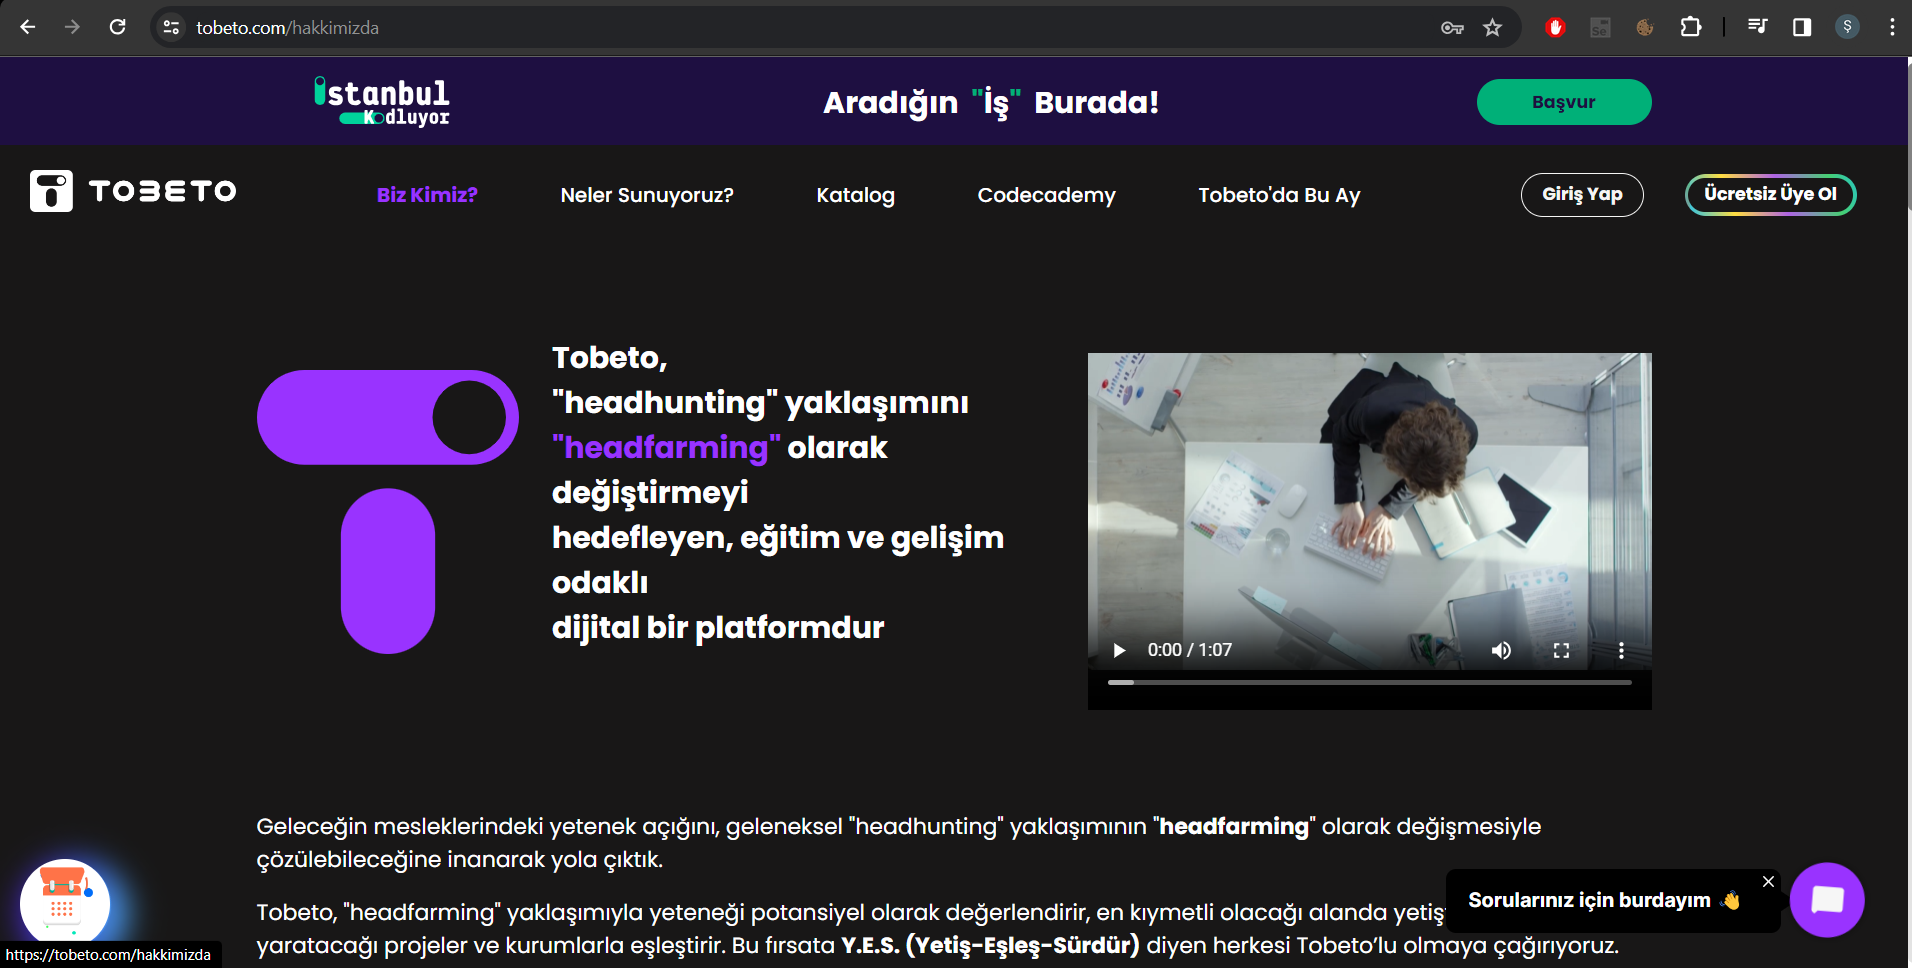 tobeto.com/hakkimizda
istanbul
Kodluyor
Aradığın "İş" Burada!
Başvur
TOBETO
Biz Kimiz?
Neler Sunuyoruz?
Katalog
Codecademy
Tobeto'da Bu Ay
Giriş Yap
Ücretsiz Üye Ol
Tobeto,
"headhunting" yaklaşımını
"headfarming" olarak
değiştirmeyi
hedefleyen, eğitim ve gelişim
odaklı
dijital bir platformdur
0:00 / 1:07
Geleceğin mesleklerindeki yetenek açığını, geleneksel "headhunting" yaklaşımının "headfarming" olarak değişmesiyle
çözülebileceğine inanarak yola çıktık.
Tobeto, "headfarming" yaklaşımıyla yeteneği potansiyel olarak değerlendirir, en kıymetli olacağı alanda
yaratacağı projeler ve kurumlarla eşleştirir. Bu fırsata Y.E.S. (Yetiş-Eşleş-Sürdür) diyen herkesi Tobeto’lu olmaya çağırıyoruz.
Sorularınız için burdayım 👋
https://tobeto.com/hakkimizda
Ş